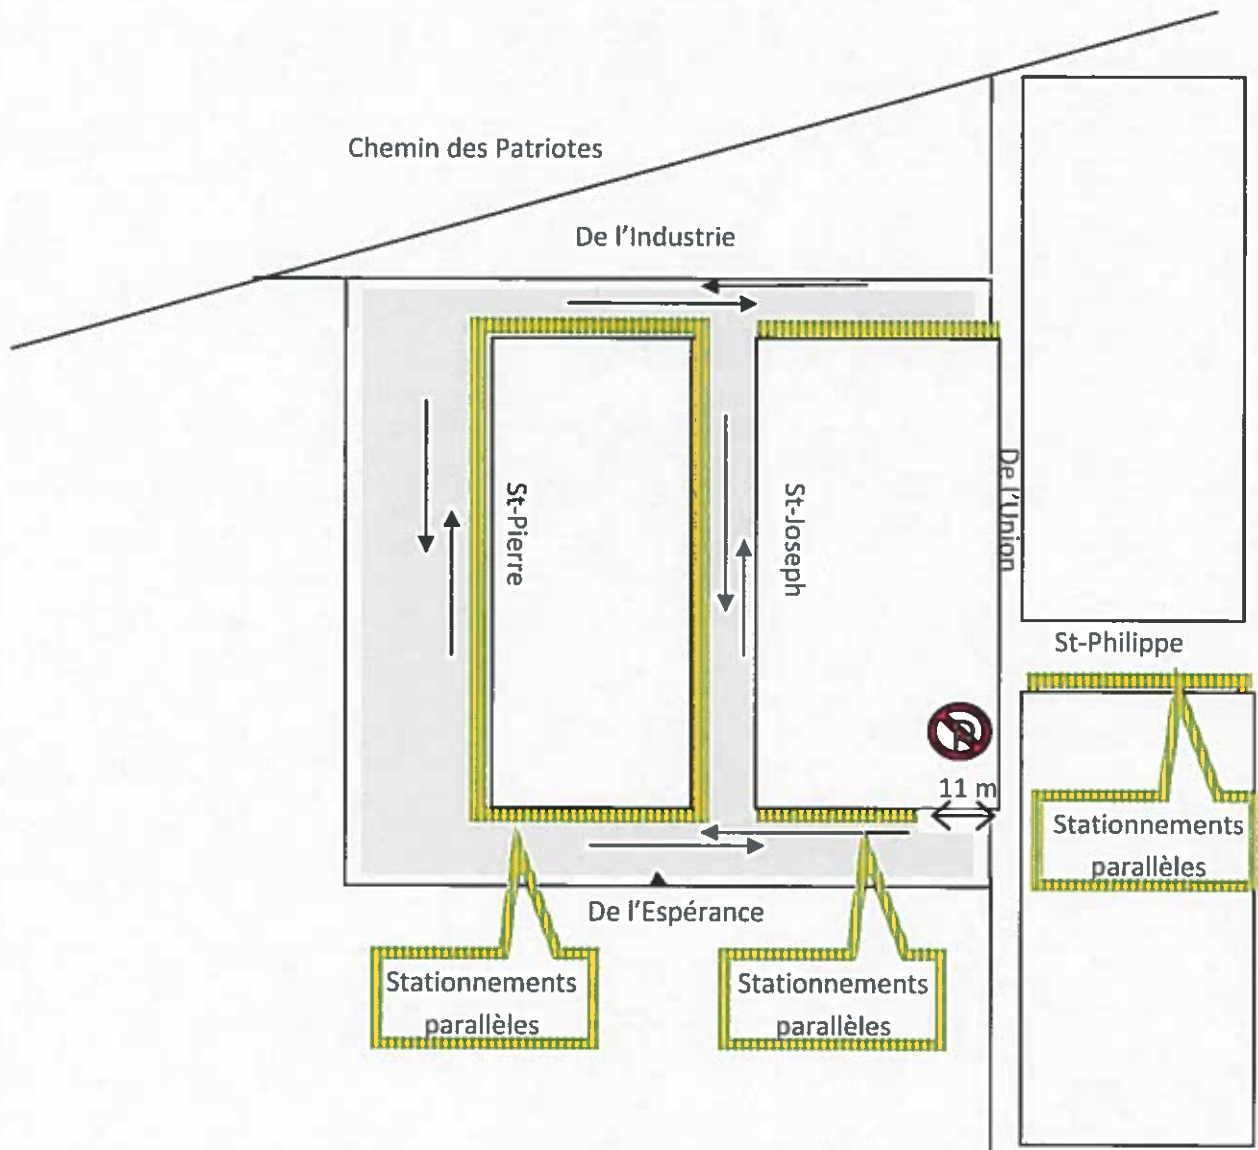 Chemin des Patriotes
De l'Industrie
St-Pierre
St-Joseph
De l'Union
St-Philippe
P
11 m
Stationnements
parallèles
De l'Espérance
Stationnements
parallèles
Stationnements
parallèles